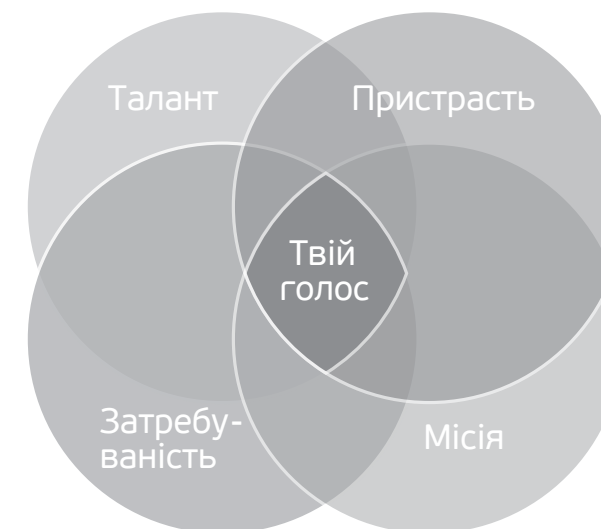 Талант
Пристрасть
Твій
голос
Затребу-
ваність
Місія